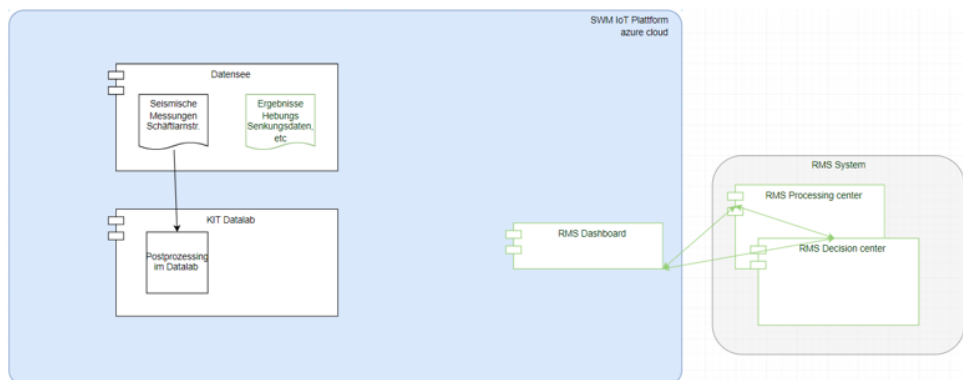 SWM IoT Plattform
azure cloud
Datensee
Seismische
Messungen
Schäftlarnstr.
Ergebnisse
Hebungs
Senkungsdaten,
etc
KIT Datalab
Postprozessing
im Datalab
RMS Dashboard
RMS System
RMS Processing center
RMS Decision center